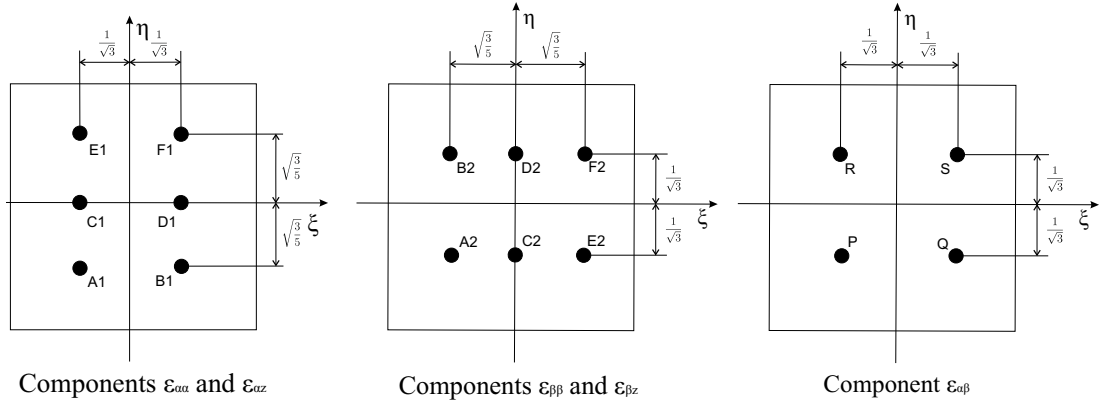 η
1/√3 1/√3
E1 F1
√3/5
C1 D1
ξ
√3/5
A1 B1
Components εαα and εαz
η
√3/5 √3/5
B2 D2 F2
1/√3
ξ
1/√3
A2 C2 E2
Components εββ and εβz
η
1/√3 1/√3
R S
1/√3
ξ
1/√3
P Q
Component εαβ